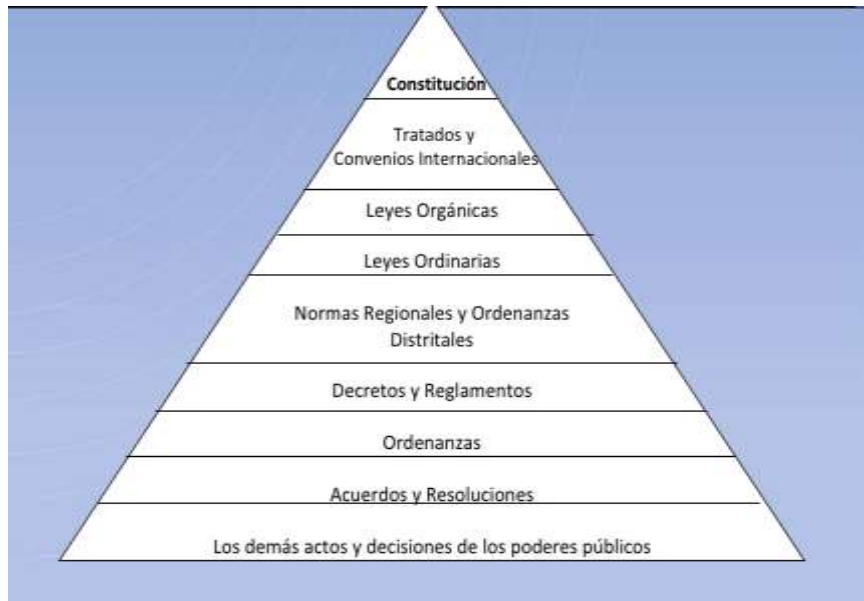 Constitución
Tratados y
Convenios Internacionales
Leyes Orgánicas
Leyes Ordinarias
Normas Regionales y Ordenanzas
Distritales
Decretos y Reglamentos
Ordenanzas
Acuerdos y Resoluciones
Los demás actos y decisiones de los poderes públicos